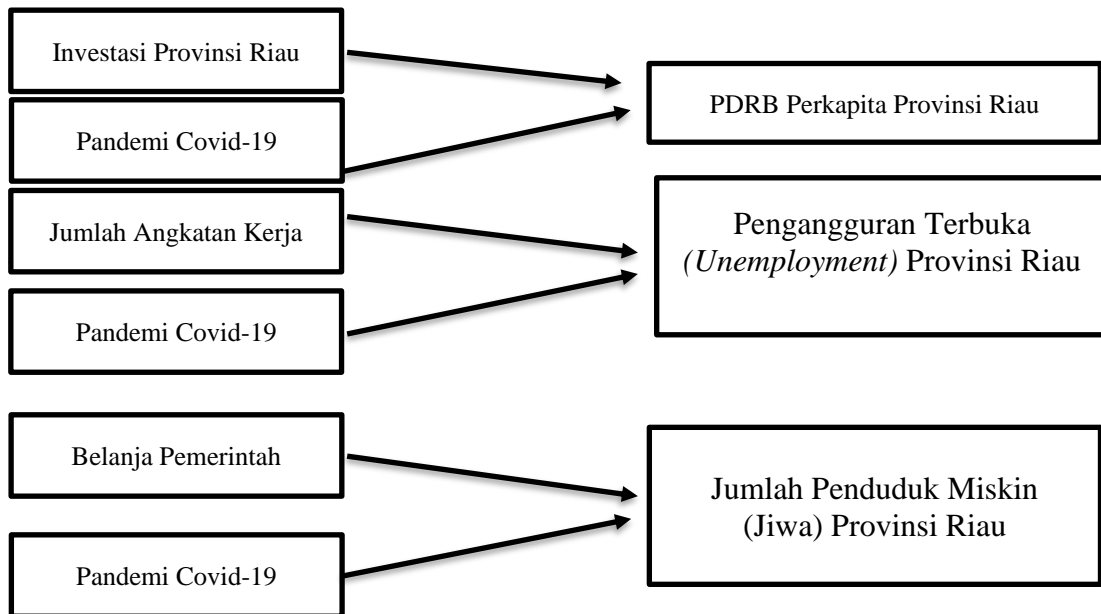 Investasi Provinsi Riau
PDRB Perkapita Provinsi Riau
Pandemi Covid-19
Jumlah Angkatan Kerja
Pengangguran Terbuka
(Unemployment) Provinsi Riau
Pandemi Covid-19
Belanja Pemerintah
Jumlah Penduduk Miskin
(Jiwa) Provinsi Riau
Pandemi Covid-19